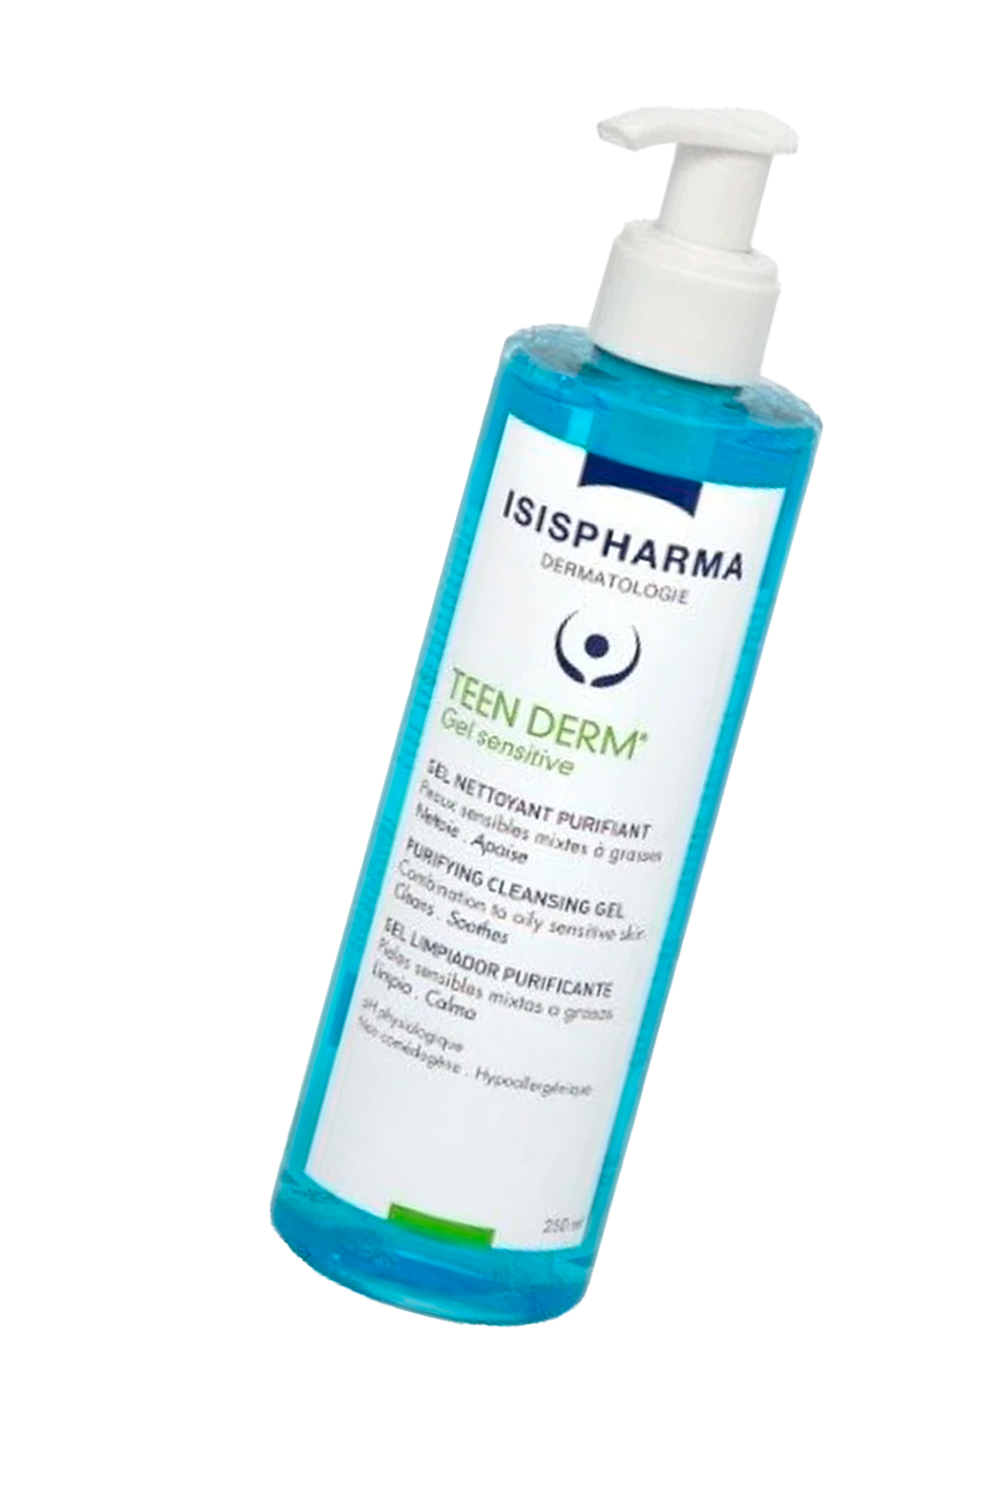 ISISPHARMA
DERMATOLOGIE
TEEN DERM®
Gel sensitive
GEL NETTOYANT PURIFIANT
Peaux sensibles mixtes à grasses
Nettoie . Apaise
PURIFYING CLEANSING GEL
Combination to oily sensitive skin
Cleans . Soothes
GEL LIMPIADOR PURIFICANTE
Pieles sensibles mixtas a grasas
Limpia . Calma
pH physiologique
Non comédogène . Hypoallergénique
250 ml